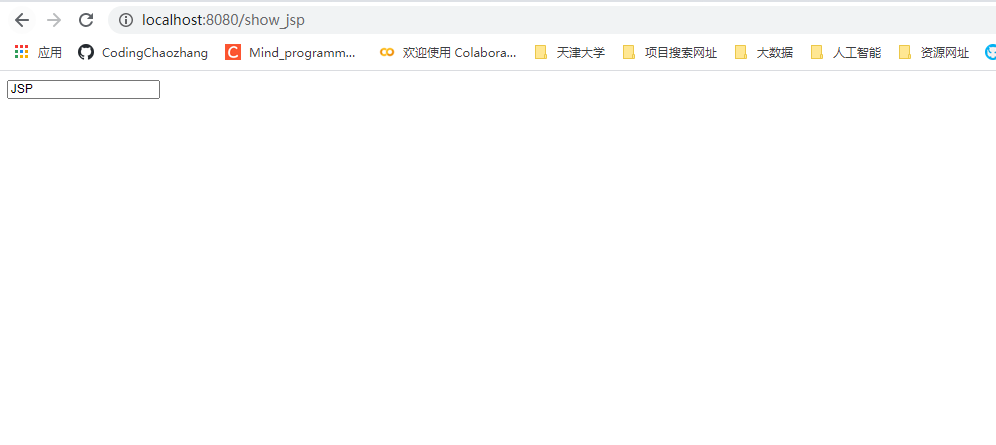 localhost:8080/show_jsp
应用 CodingChaozhang C Mind_programm... 欢迎使用 Colabora... 天津大学 项目搜索网址 大数据 人工智能 资源网址
JSP